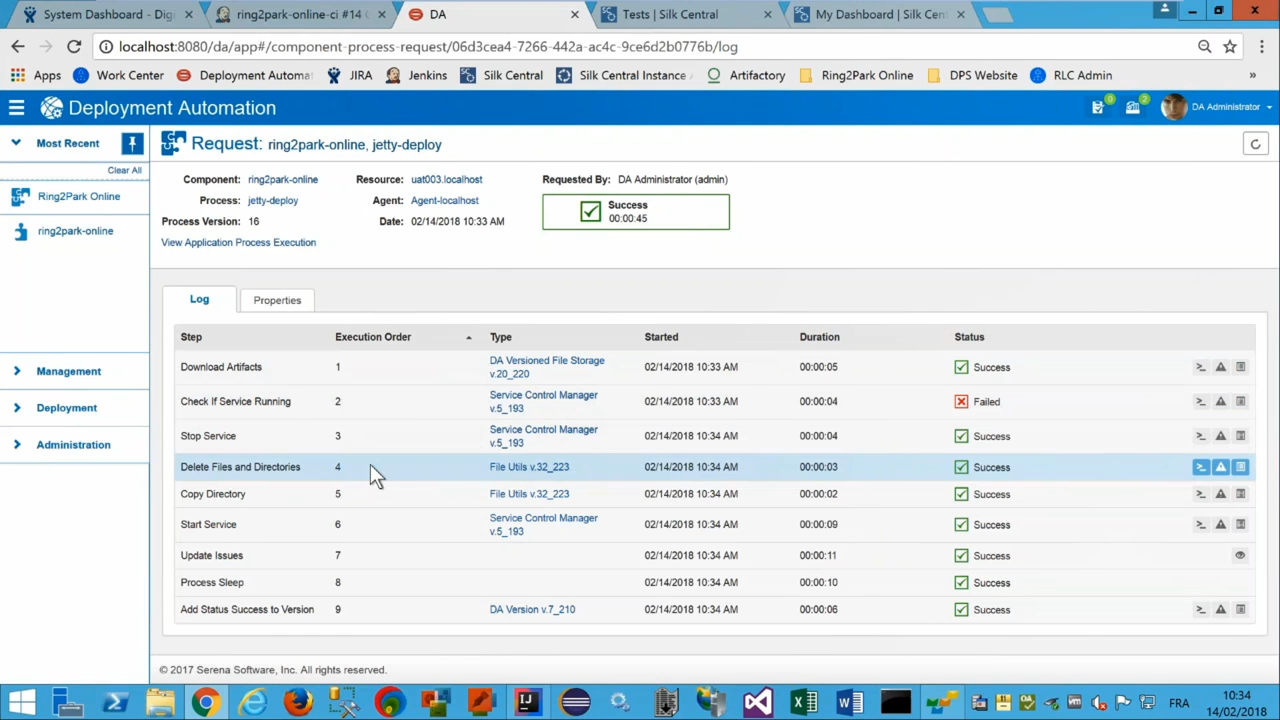 System Dashboard - Digi
ring2park-online-ci #14
DA
Tests | Silk Central
My Dashboard | Silk Cen
localhost:8080/da/app#/component-process-request/06d3cea4-7266-442a-ac4c-9ce6d2b0776b/log
Apps Work Center Deployment Automa JIRA Jenkins Silk Central Silk Central Instance Artifactory Ring2Park Online DPS Website RLC Admin »
Deployment Automation 0 2 DA Administrator
Most Recent
Clear All
Ring2Park Online
ring2park-online
Management
Deployment
Administration
Request: ring2park-online, jetty-deploy
Component: ring2park-online Resource: uat003.localhost Requested By: DA Administrator (admin)
Process: jetty-deploy Agent: Agent-localhost Success
Process Version: 16 Date: 02/14/2018 10:33 AM 00:00:45
View Application Process Execution
Log Properties
Step Execution Order Type Started Duration Status
Download Artifacts 1 DA Versioned File Storage v.20_220 02/14/2018 10:33 AM 00:00:05 Success
Check If Service Running 2 Service Control Manager v.5_193 02/14/2018 10:33 AM 00:00:04 Failed
Stop Service 3 Service Control Manager v.5_193 02/14/2018 10:34 AM 00:00:04 Success
Delete Files and Directories 4 File Utils v.32_223 02/14/2018 10:34 AM 00:00:03 Success
Copy Directory 5 File Utils v.32_223 02/14/2018 10:34 AM 00:00:02 Success
Start Service 6 Service Control Manager v.5_193 02/14/2018 10:34 AM 00:00:09 Success
Update Issues 7 02/14/2018 10:34 AM 00:00:11 Success
Process Sleep 8 02/14/2018 10:34 AM 00:00:10 Success
Add Status Success to Version 9 DA Version v.7_210 02/14/2018 10:34 AM 00:00:06 Success
© 2017 Serena Software, Inc. All rights reserved.
FRA
10:34
14/02/2018